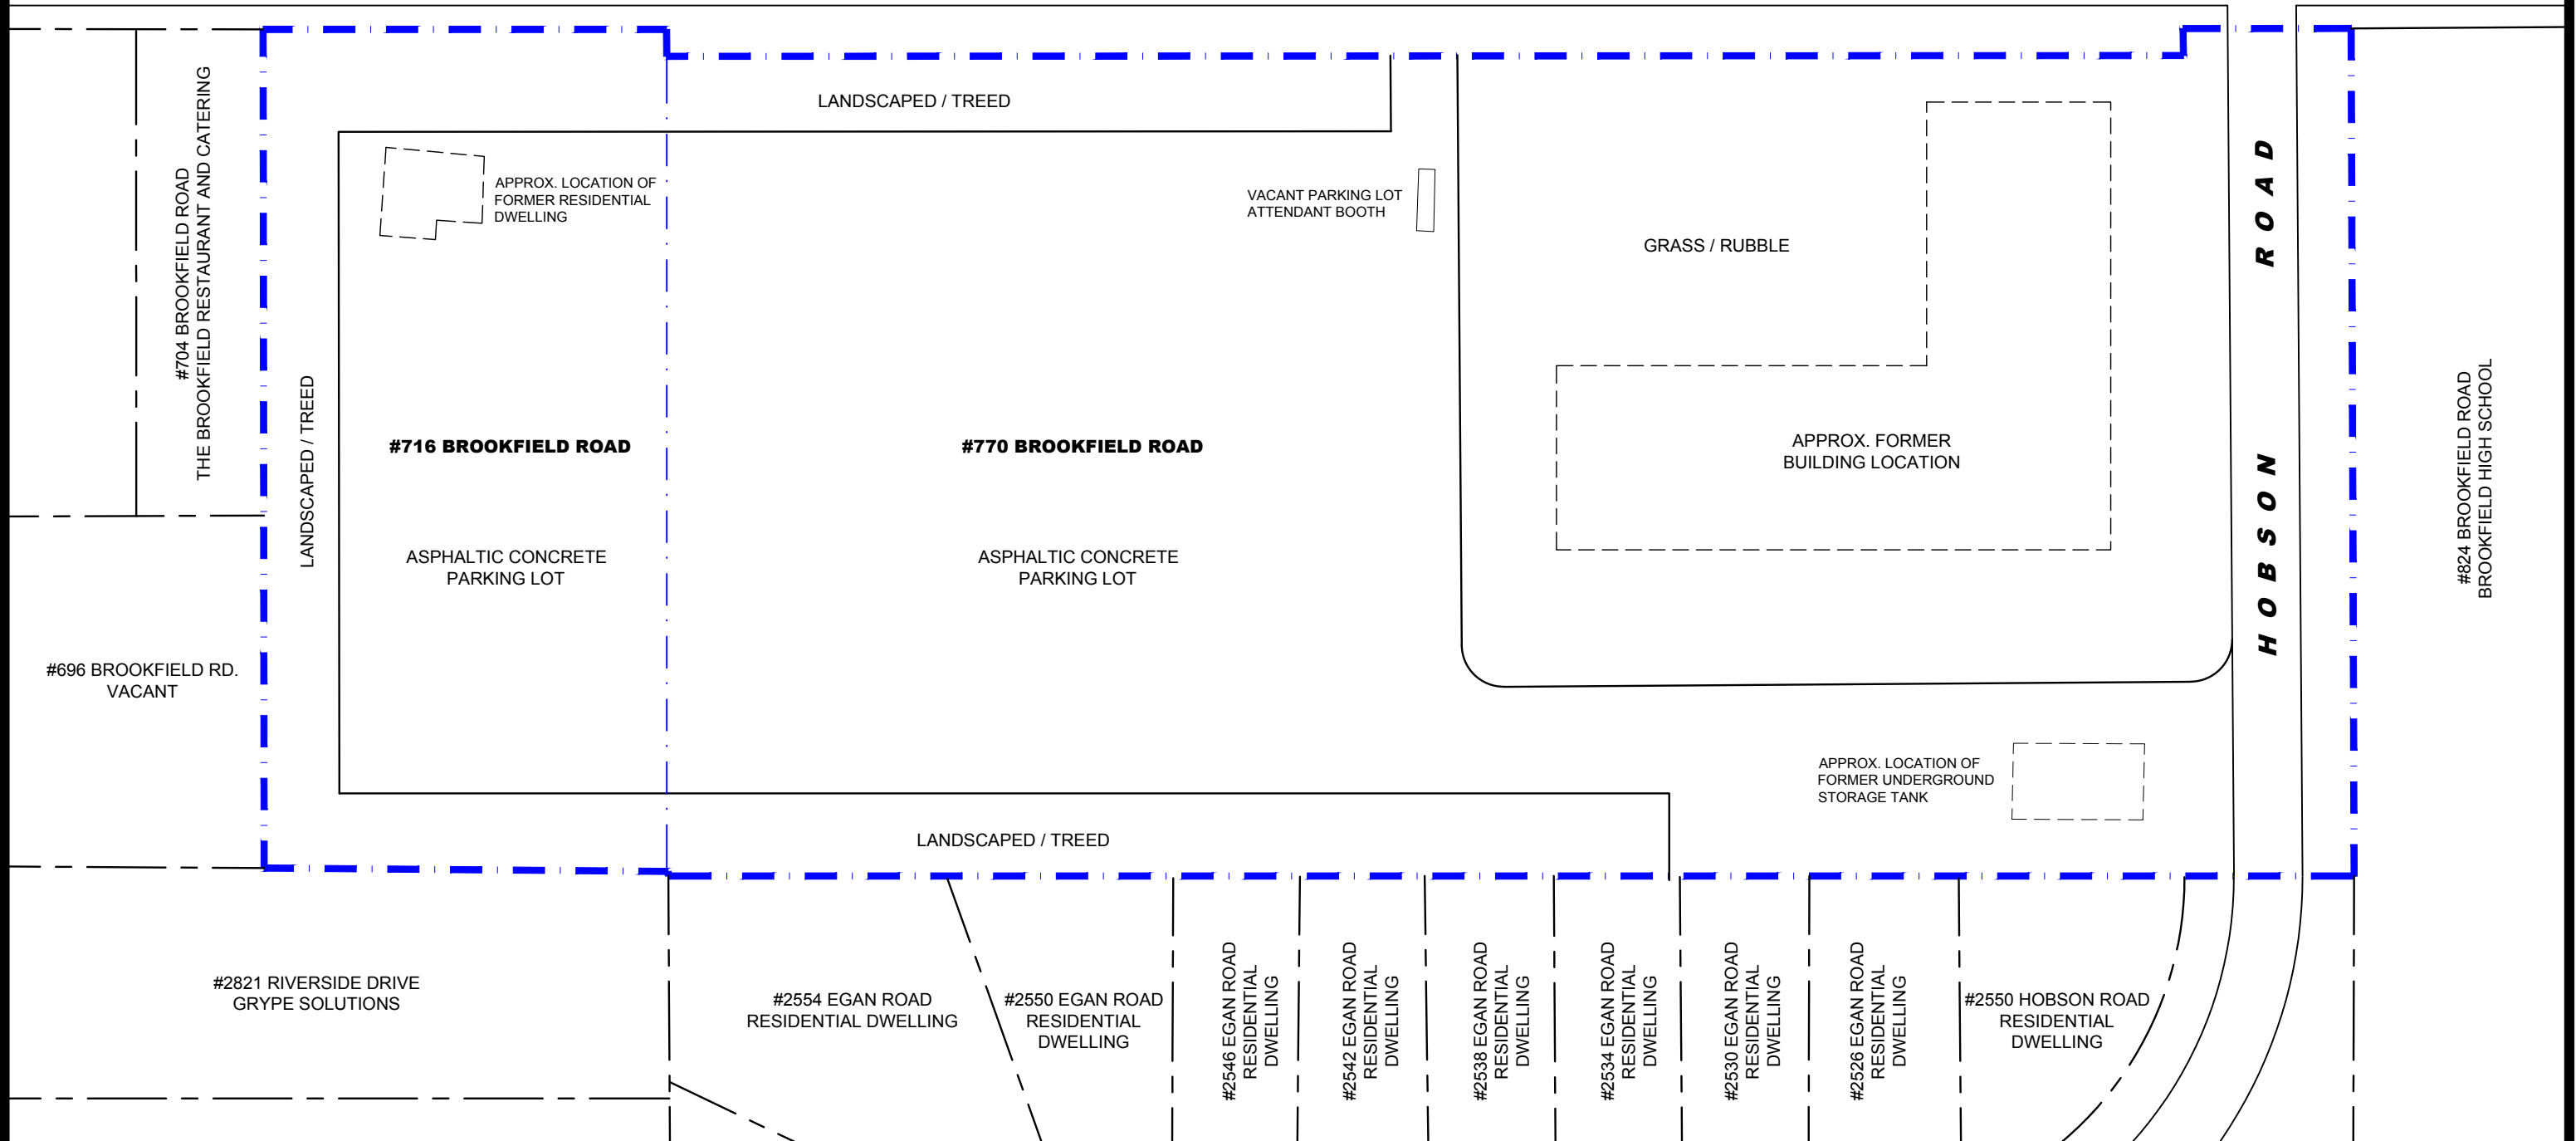 LANDSCAPED / TREED
#704 BROOKFIELD ROAD
THE BROOKFIELD RESTAURANT AND CATERING
APPROX. LOCATION OF
FORMER RESIDENTIAL
DWELLING
VACANT PARKING LOT
ATTENDANT BOOTH
GRASS / RUBBLE
HOBSON ROAD
LANDSCAPED / TREED
#716 BROOKFIELD ROAD
#770 BROOKFIELD ROAD
APPROX. FORMER
BUILDING LOCATION
#824 BROOKFIELD ROAD
BROOKFIELD HIGH SCHOOL
ASPHALTIC CONCRETE
PARKING LOT
ASPHALTIC CONCRETE
PARKING LOT
#696 BROOKFIELD RD.
VACANT
APPROX. LOCATION OF
FORMER UNDERGROUND
STORAGE TANK
LANDSCAPED / TREED
#2821 RIVERSIDE DRIVE
GRYPE SOLUTIONS
#2554 EGAN ROAD
RESIDENTIAL DWELLING
#2550 EGAN ROAD
RESIDENTIAL
DWELLING
#2546 EGAN ROAD
RESIDENTIAL
DWELLING
#2542 EGAN ROAD
RESIDENTIAL
DWELLING
#2538 EGAN ROAD
RESIDENTIAL
DWELLING
#2534 EGAN ROAD
RESIDENTIAL
DWELLING
#2530 EGAN ROAD
RESIDENTIAL
DWELLING
#2526 EGAN ROAD
RESIDENTIAL
DWELLING
#2550 HOBSON ROAD
RESIDENTIAL
DWELLING